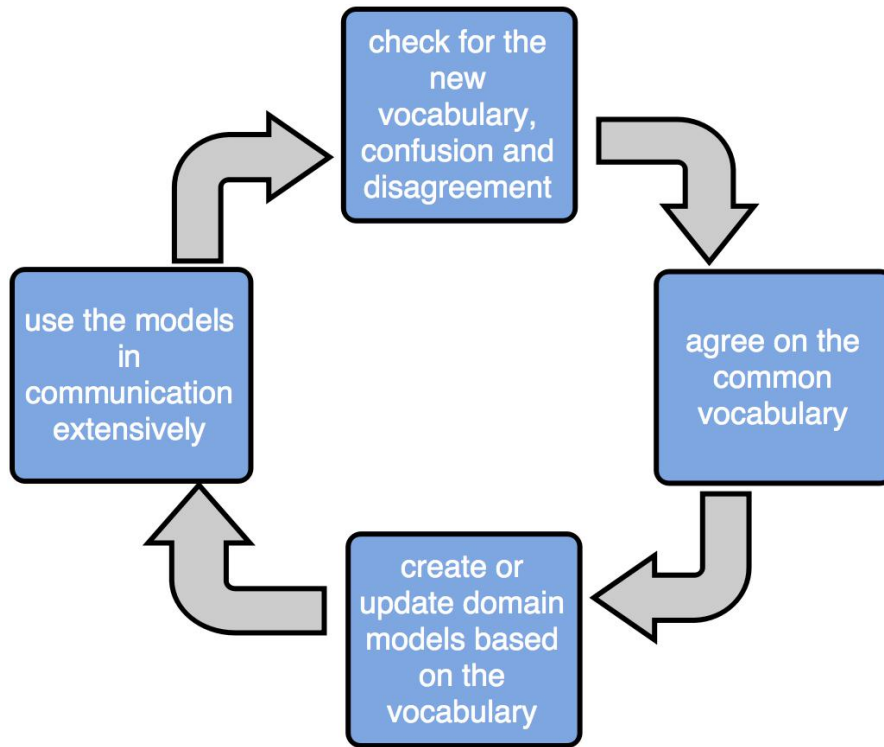 check for the
new
vocabulary,
confusion and
disagreement
agree on the
common
vocabulary
create or
update domain
models based
on the
vocabulary
use the models
in
communication
extensively